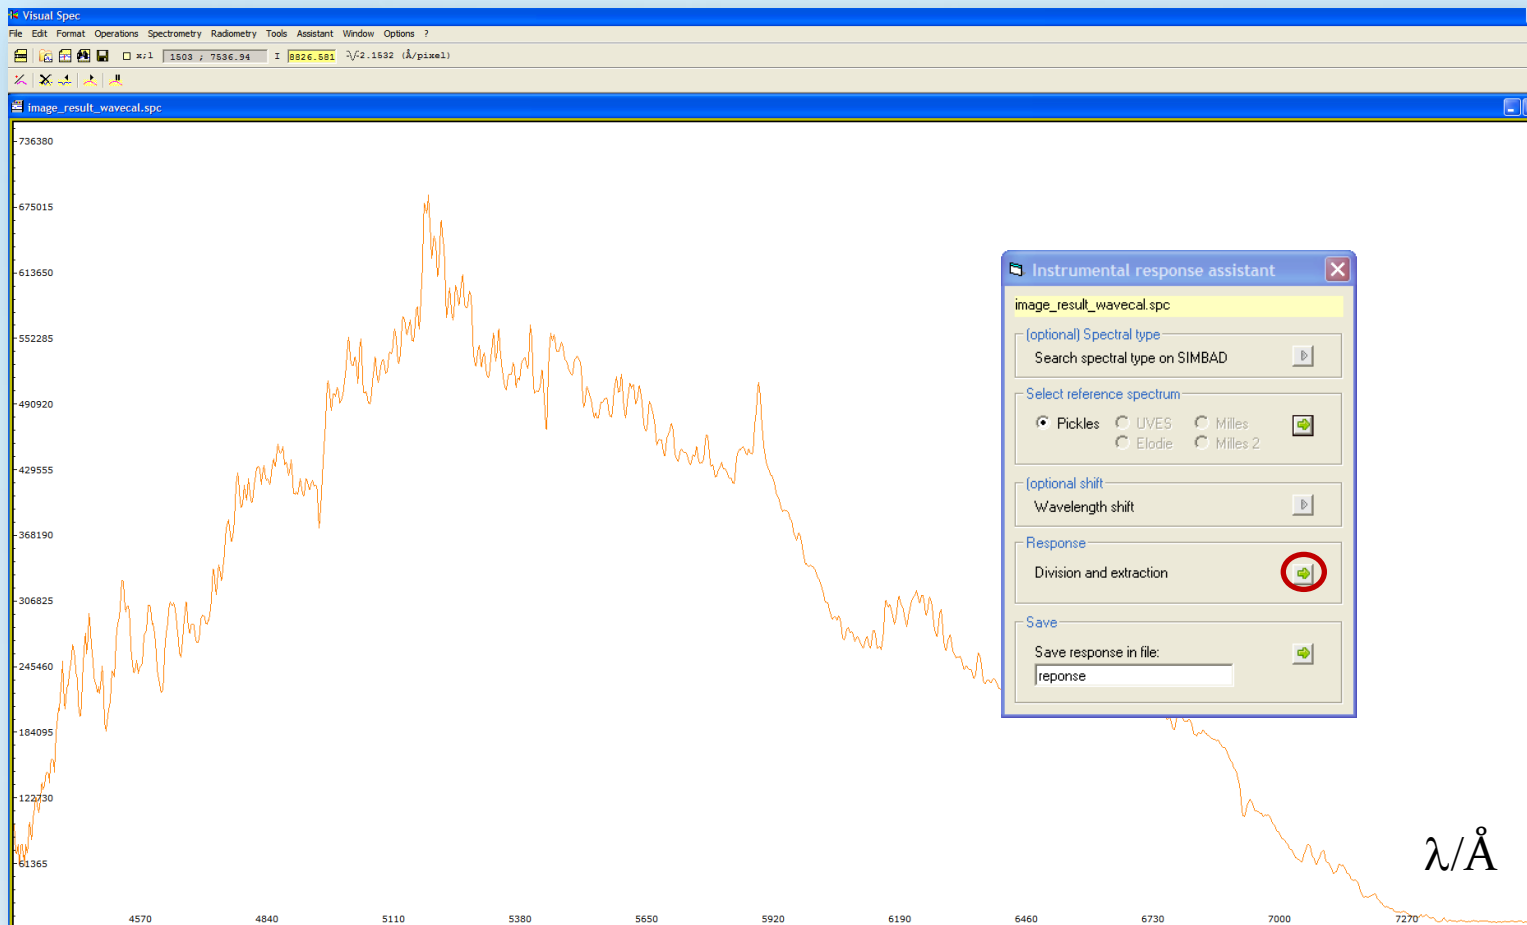 Visual Spec
File Edit Format Operations Spectrometry Radiometry Tools Assistant Window Options ?
x;l 1503 ; 7536.94 I 8826.581 2.1532 (Å/pixel)
image_result_wavecal.spc
736380
675015
613650
552285
490920
429555
368190
306825
245460
184095
122730
61365
Instrumental response assistant
image_result_wavecal.spc
(optional) Spectral type
Search spectral type on SIMBAD
Select reference spectrum
Pickles UVES Milles
Elodie Milles 2
(optional shift
Wavelength shift
Response
Division and extraction
Save
Save response in file:
reponse
λ/Å
4570 4840 5110 5380 5650 5920 6190 6460 6730 7000 7270